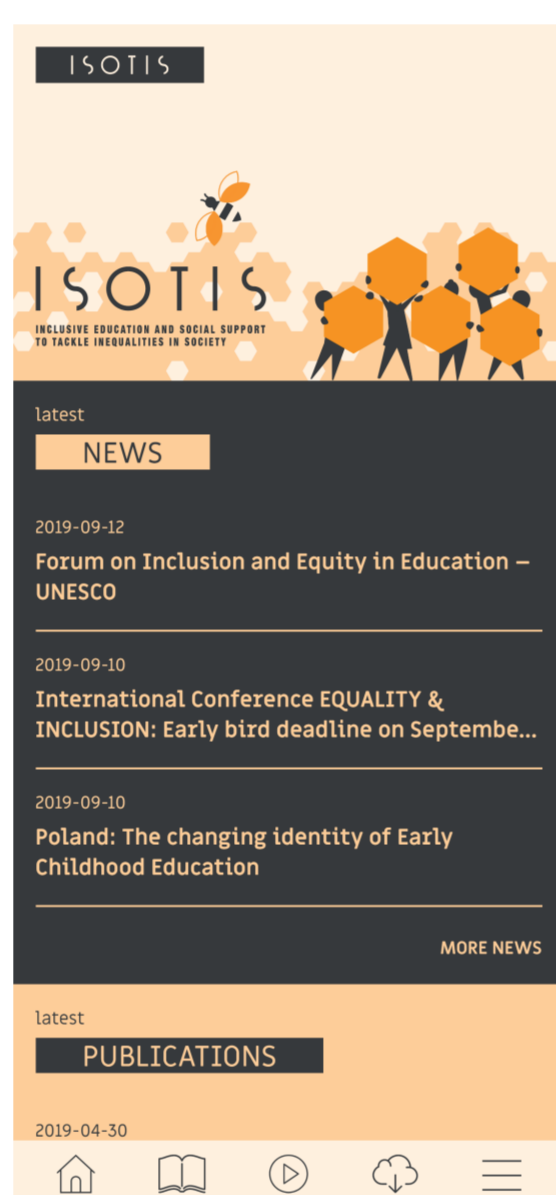 ISOTIS
ISOTIS
INCLUSIVE EDUCATION AND SOCIAL SUPPORT
TO TACKLE INEQUALITIES IN SOCIETY
latest
NEWS
2019-09-12
Forum on Inclusion and Equity in Education –
UNESCO
2019-09-10
International Conference EQUALITY &
INCLUSION: Early bird deadline on Septembe...
2019-09-10
Poland: The changing identity of Early
Childhood Education
MORE NEWS
latest
PUBLICATIONS
2019-04-30